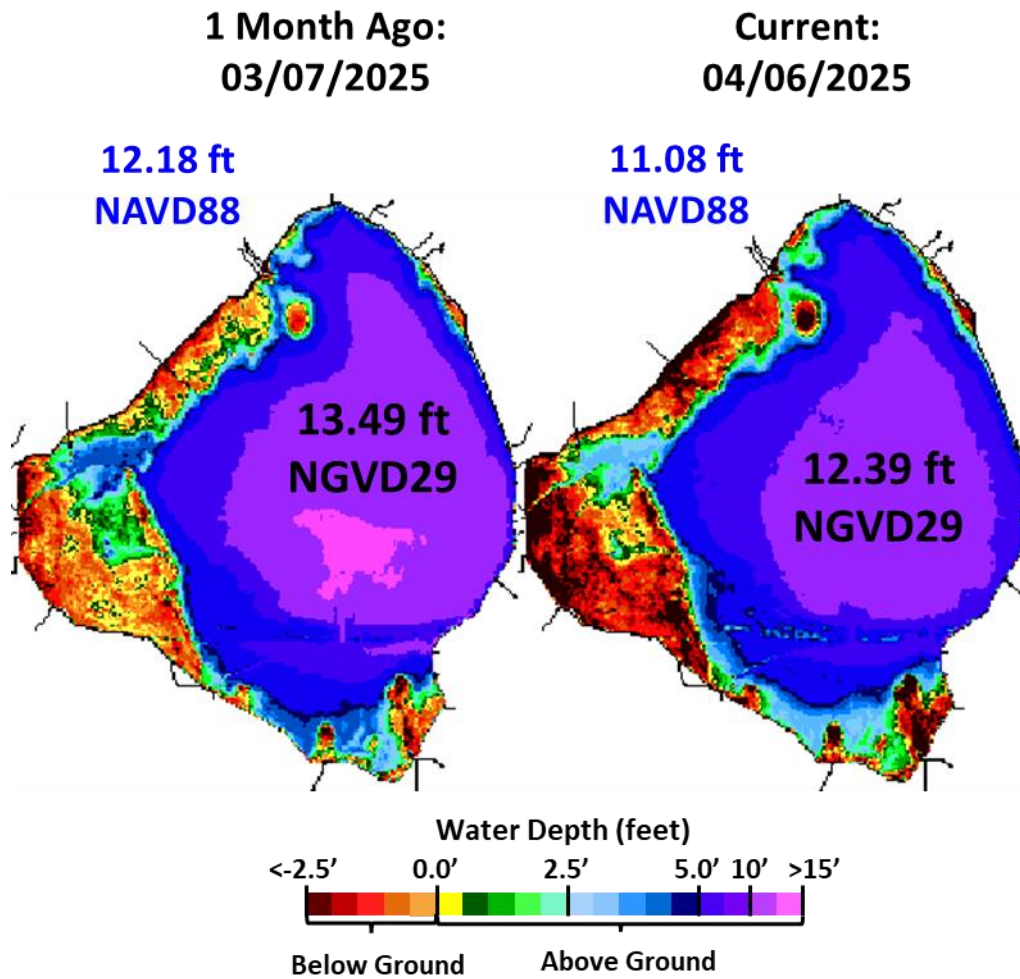 1 Month Ago:
03/07/2025
Current:
04/06/2025
12.18 ft
NAVD88
11.08 ft
NAVD88
13.49 ft
NGVD29
12.39 ft
NGVD29
Water Depth (feet)
<-2.5’ 0.0’ 2.5’ 5.0’ 10’ >15’
Below Ground Above Ground